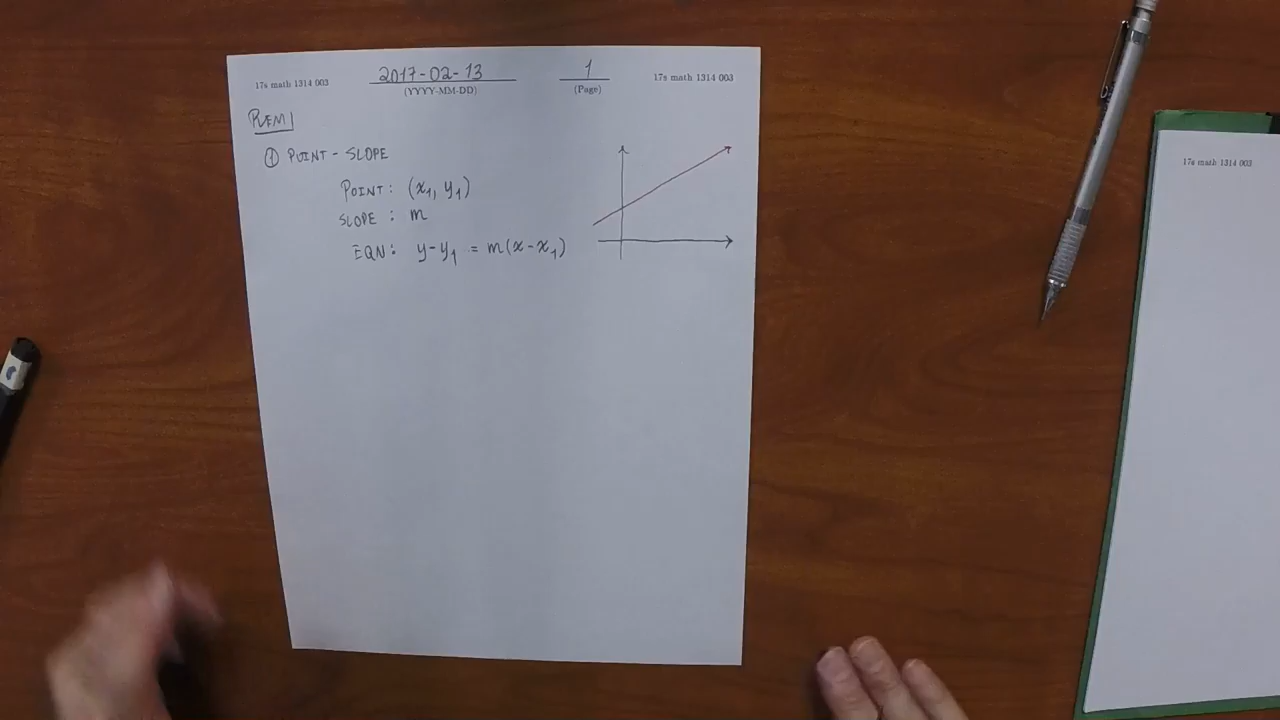 17s math 1314 003 2017-02-13 1 17s math 1314 003
(YYYY-MM-DD) (Page)
REM
① POINT - SLOPE
POINT: (x₁, y₁)
SLOPE: m
EQN: y-y₁ = m(x-x₁)
17s math 1314 003